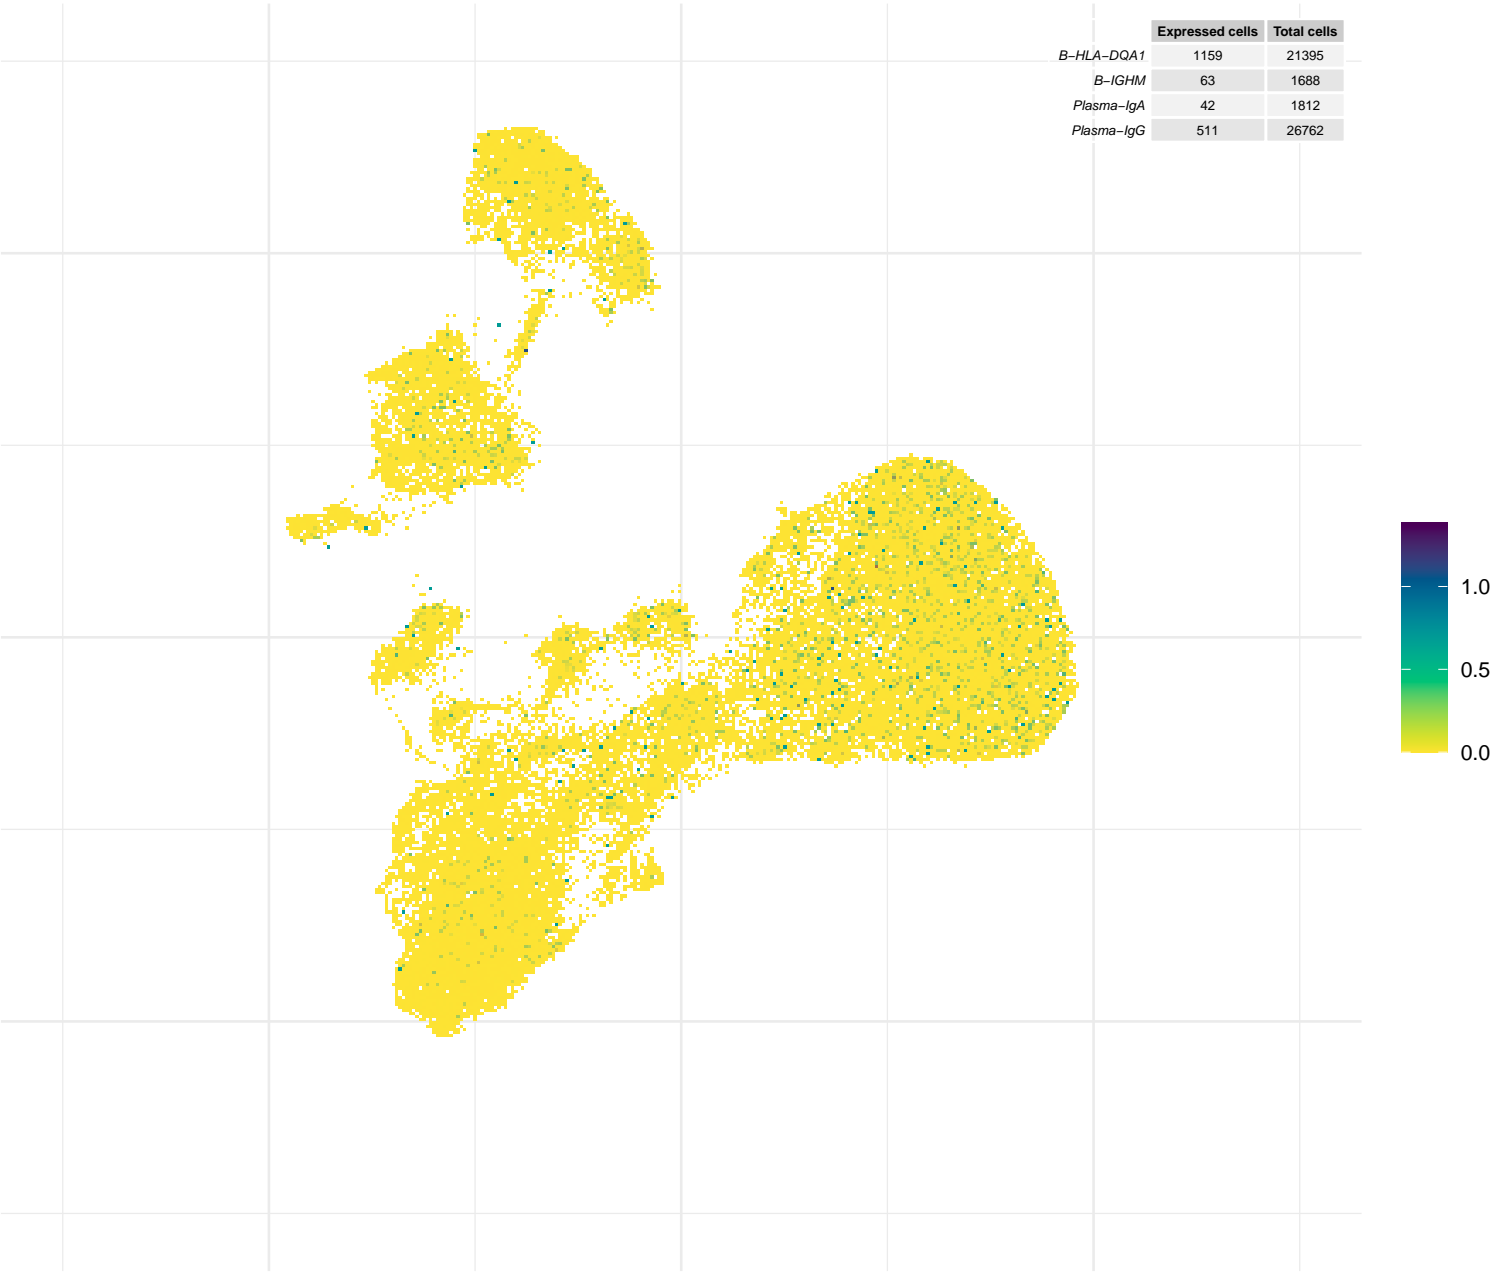 Expressed cells Total cells
B−HLA−DQA1 1159 21395
B−IGHM 63 1688
Plasma−IgA 42 1812
Plasma−IgG 511 26762
1.0
0.5
0.0